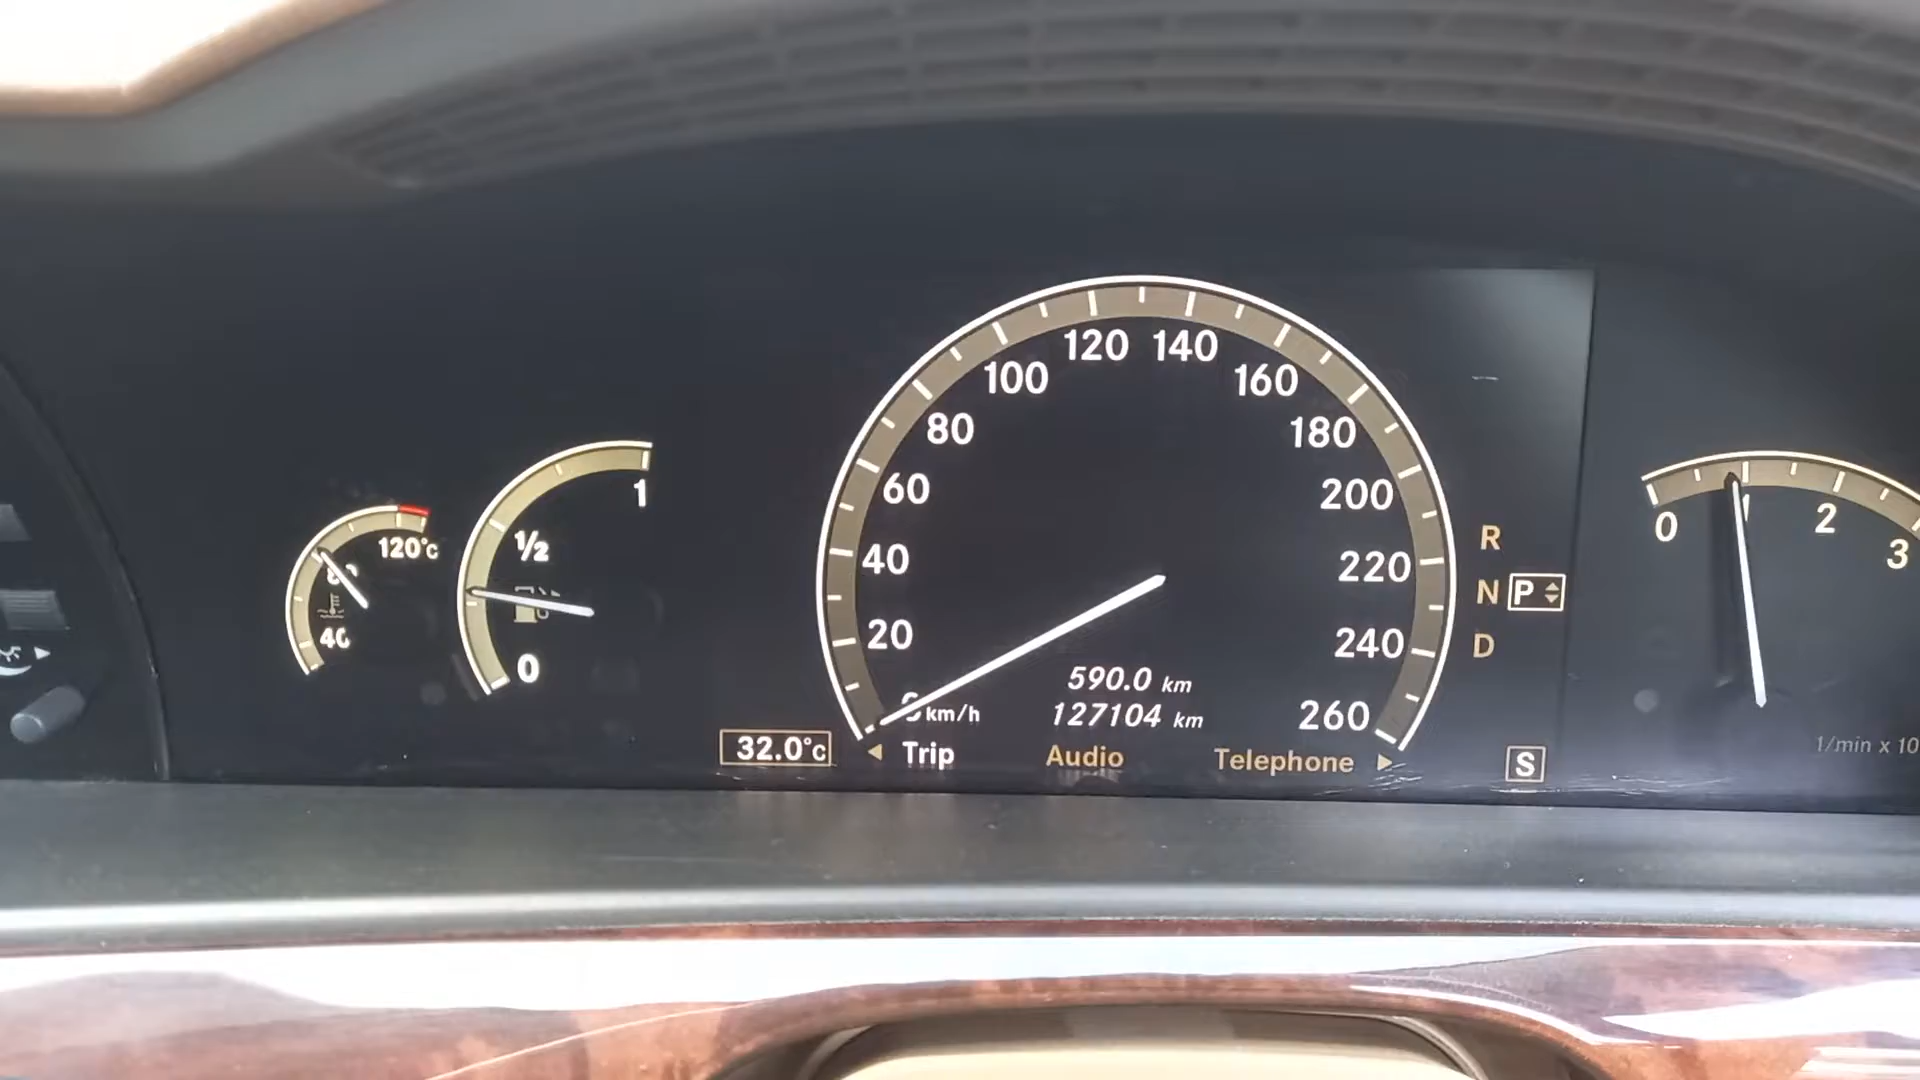 120°C
40
1
½
0
120 140
100 160
80 180
60 200
40 220
20 240
km/h 260
590.0 km
127104 km
32.0°C
Trip Audio Telephone
R
N P
D
S
0 1 2 3
1/min x 10